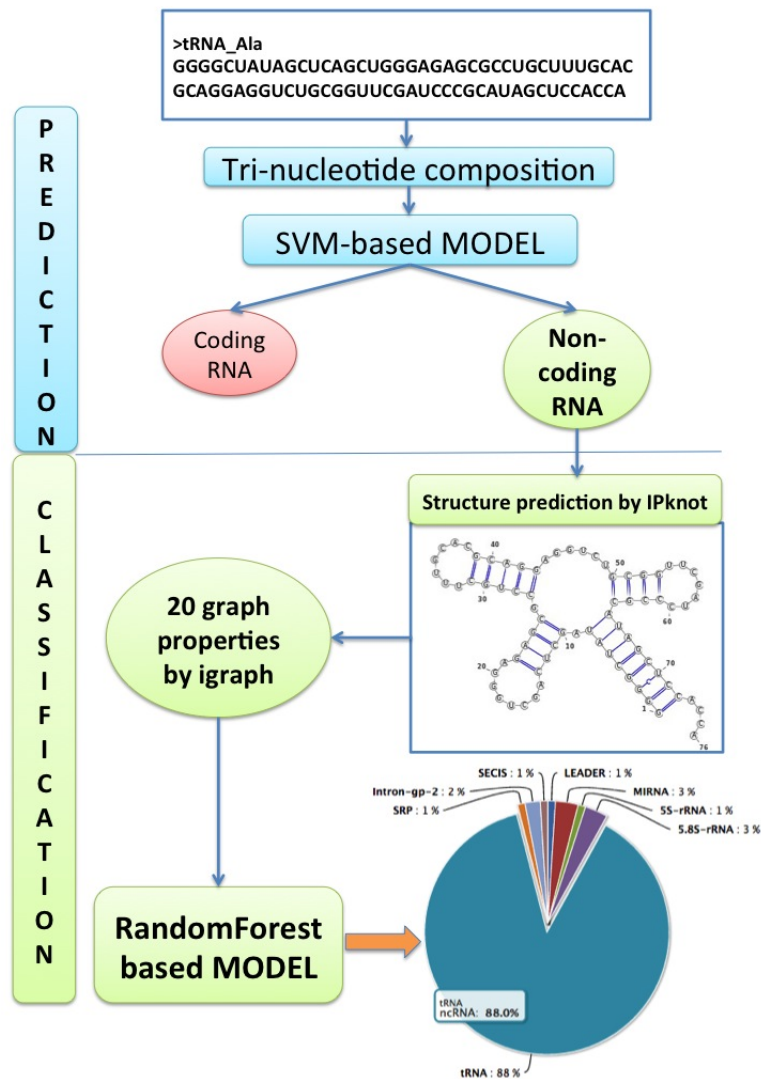 >tRNA_Ala
GGGGCUAUAGCUCAGCUGGGAGAGCGCCUGCUUUGCAC
GCAGGAGGUCUGCGGUUCGAUCCCGCAUAGCUCCACCA
PREDICTION
Tri-nucleotide composition
SVM-based MODEL
Coding
RNA
Non-
coding
RNA
CLASSIFICATION
Structure prediction by IPknot
40
50
30
60
20
10
70
1
76
20 graph
properties
by igraph
RandomForest
based MODEL
SECIS : 1 %
LEADER : 1 %
Intron-gp-2 : 2 %
MIRNA : 3 %
SRP : 1 %
5S-rRNA : 1 %
5.8S-rRNA : 3 %
tRNA
ncRNA: 88.0%
tRNA : 88 %